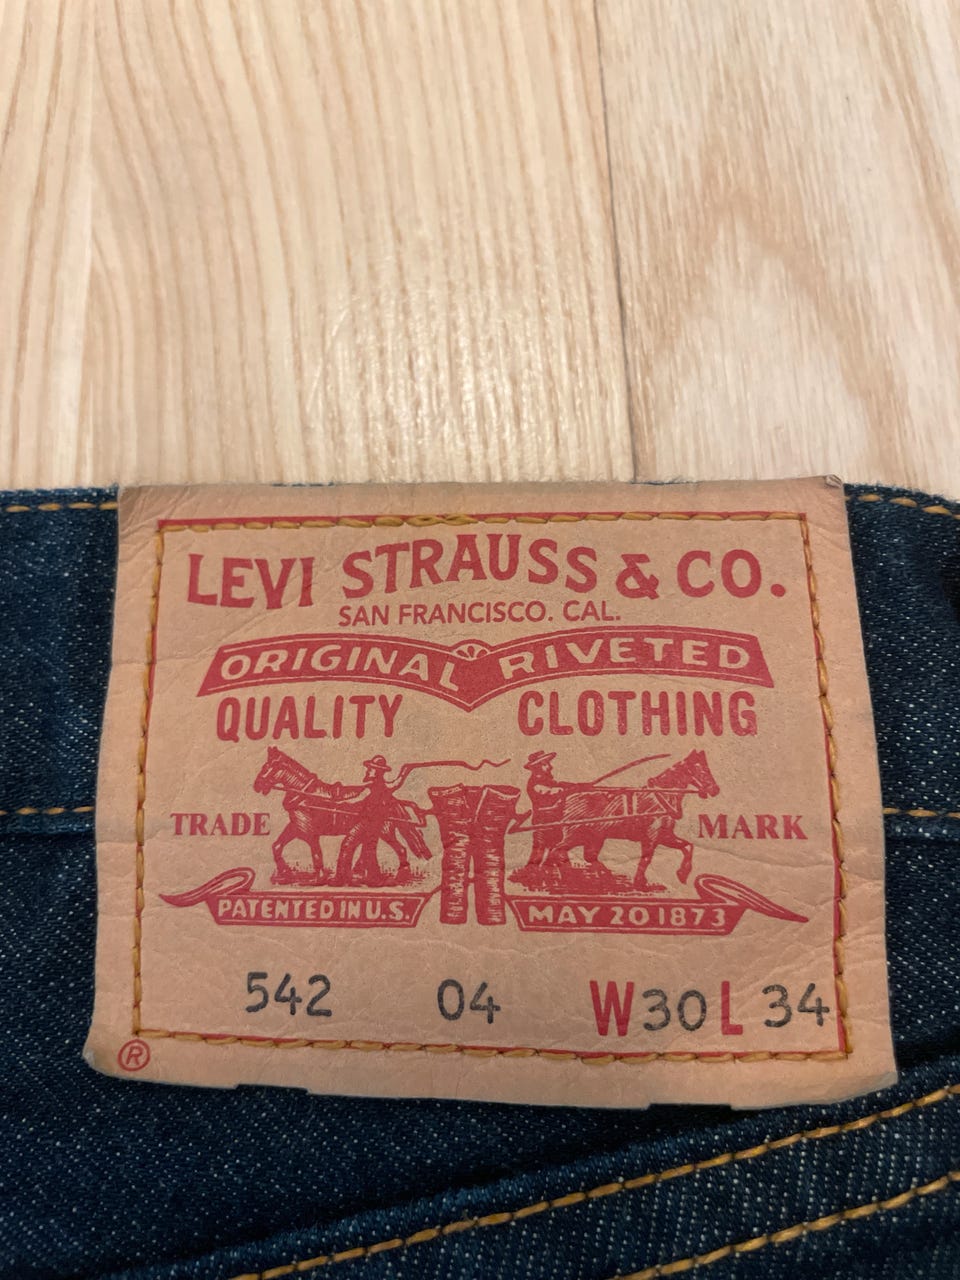 LEVI STRAUSS & CO.
SAN FRANCISCO. CAL.
ORIGINAL RIVETED
QUALITY CLOTHING
TRADE MARK
PATENTED IN U.S. MAY 20 1873
542 04 W30 L 34
®